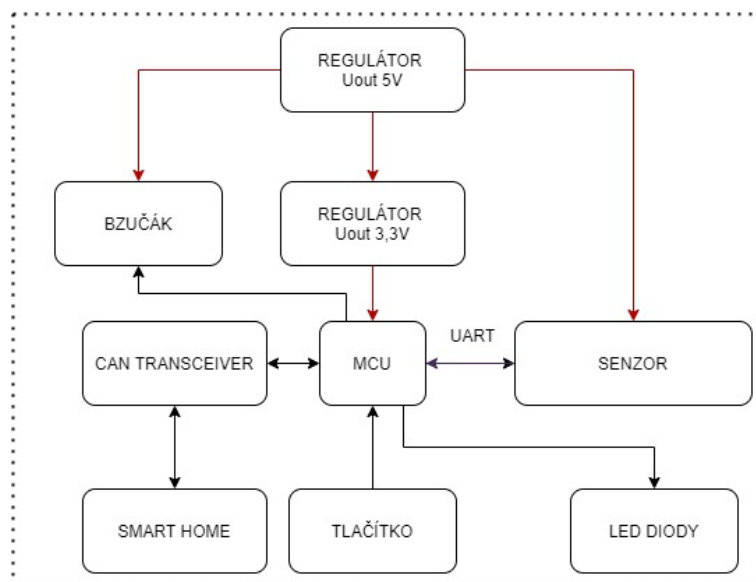 REGULÁTOR
Uout 5V
BZUČÁK
REGULÁTOR
Uout 3,3V
CAN TRANSCEIVER
MCU
UART
SENZOR
SMART HOME
TLAČÍTKO
LED DIODY